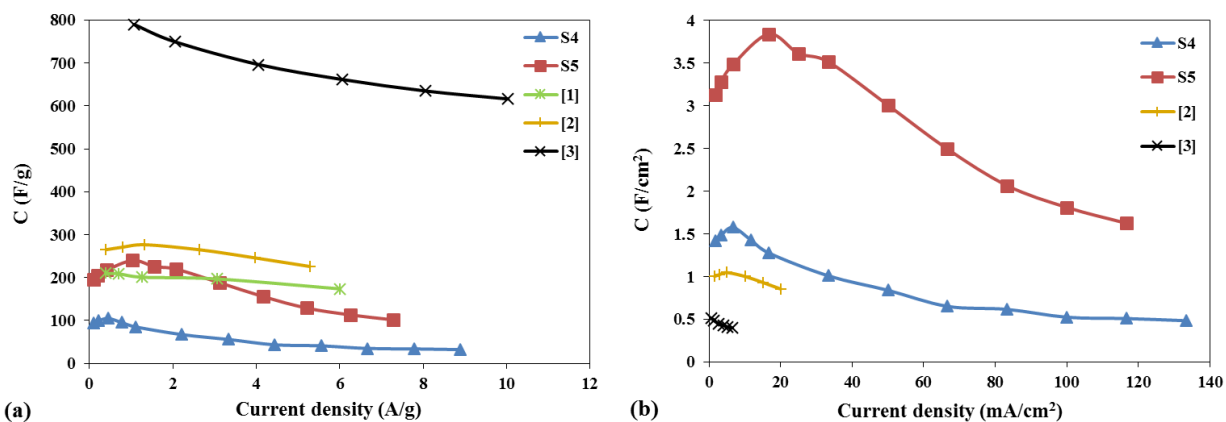 800
700
600
500
400
300
200
100
0
C (F/g)
0 2 4 6 8 10 12
Current density (A/g)
S4
S5
[1]
[2]
[3]
(a)
4
3.5
3
2.5
2
1.5
1
0.5
0
C (F/cm²)
0 20 40 60 80 100 120 140
Current density (mA/cm²)
S4
S5
[2]
[3]
(b)